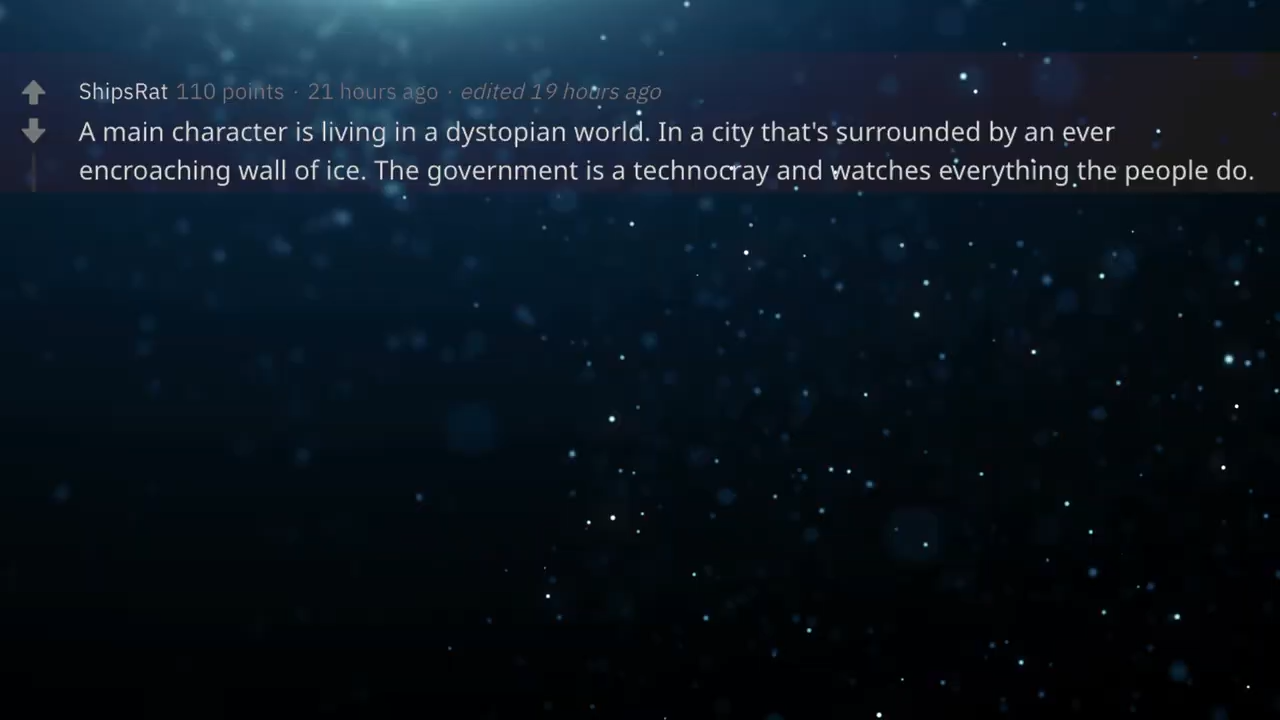 ShipsRat 110 points · 21 hours ago · edited 19 hours ago
A main character is living in a dystopian world. In a city that's surrounded by an ever
encroaching wall of ice. The government is a technocray and watches everything the people do.